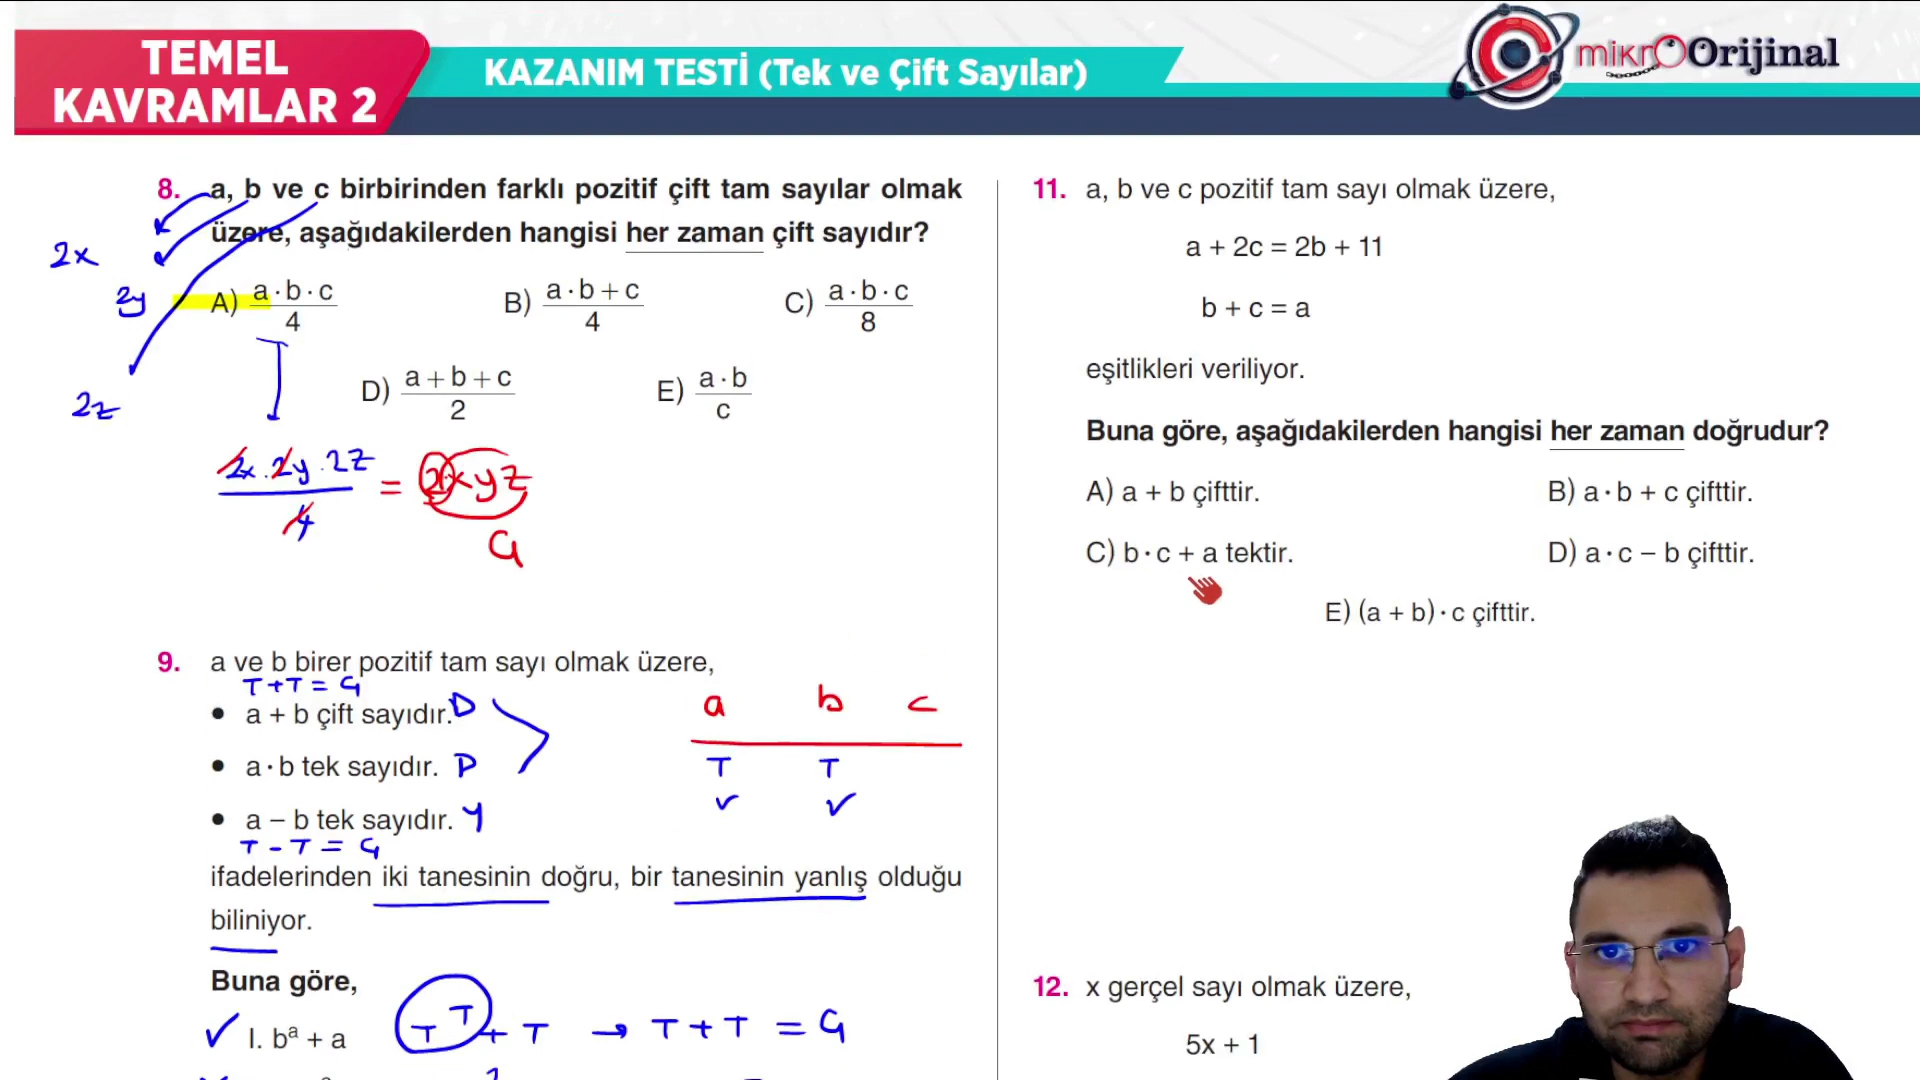 TEMEL
KAVRAMLAR 2
KAZANIM TESTİ (Tek ve Çift Sayılar)
mikro Orijinal
8. a, b ve c birbirinden farklı pozitif çift tam sayılar olmak
üzere, aşağıdakilerden hangisi her zaman çift sayıdır?
2x
2y
2z
A) a·b·c / 4
B) a·b+c / 4
C) a·b·c / 8
D) a+b+c / 2
E) a·b / c
2x.2y.2z / 4 = 2xyz
Ç
9. a ve b birer pozitif tam sayı olmak üzere,
T+T=Ç
• a + b çift sayıdır. D
• a·b tek sayıdır. D
• a – b tek sayıdır. Y
T-T=Ç
a b c
T T
✓ ✓
ifadelerinden iki tanesinin doğru, bir tanesinin yanlış olduğu
biliniyor.
Buna göre,
✓ I. bᵃ + a
T^T + T → T+T = Ç
11. a, b ve c pozitif tam sayı olmak üzere,
a + 2c = 2b + 11
b + c = a
eşitlikleri veriliyor.
Buna göre, aşağıdakilerden hangisi her zaman doğrudur?
A) a + b çifttir.
B) a·b + c çifttir.
C) b·c + a tektir.
D) a·c – b çifttir.
E) (a + b)·c çifttir.
12. x gerçel sayı olmak üzere,
5x + 1